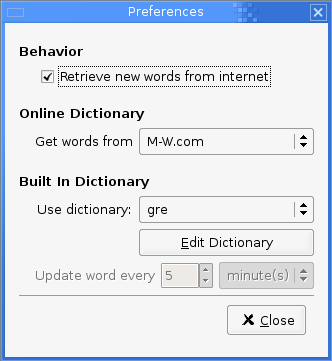 Preferences
Behavior
Retrieve new words from internet
Online Dictionary
Get words from M-W.com
Built In Dictionary
Use dictionary: gre
Edit Dictionary
Update word every 5 minute(s)
Close